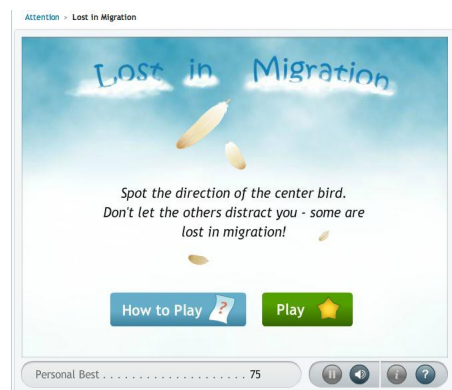 Attention > Lost in Migration
Lost in Migration
Spot the direction of the center bird.
Don't let the others distract you - some are
lost in migration!
How to Play ?
Play
Personal Best . . . . . . . . . . . . . . . . . . . . 75
i ?